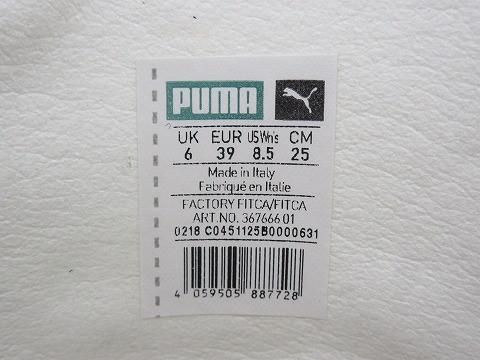 PUMA
UK EUR US Wn's CM
6 39 8.5 25
Made in Italy
Fabriqué en Italie
FACTORY FITCA/FITCA
ART.NO. 367666 01
0218 C0451125B0000631
4 059505 887728